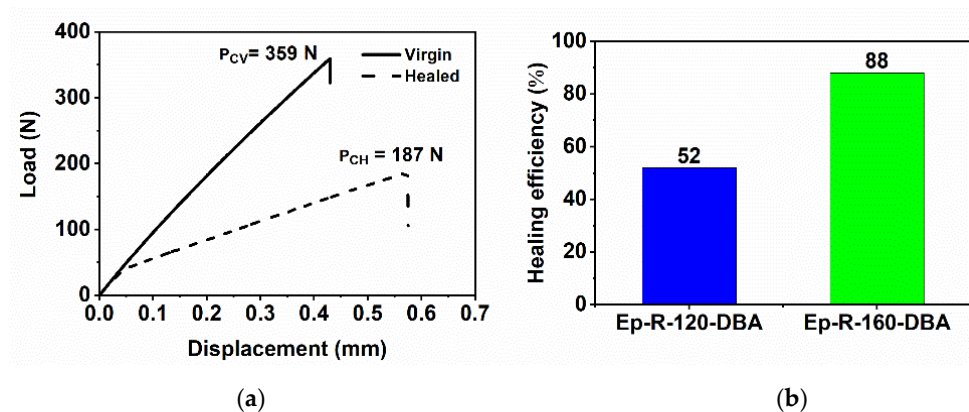 400
300
200
100
0
Load (N)
0.0 0.1 0.2 0.3 0.4 0.5 0.6 0.7
Displacement (mm)
PCV= 359 N
Virgin
Healed
PCH = 187 N
(a)
100
80
60
40
20
0
Healing efficiency (%)
52
88
Ep-R-120-DBA Ep-R-160-DBA
(b)